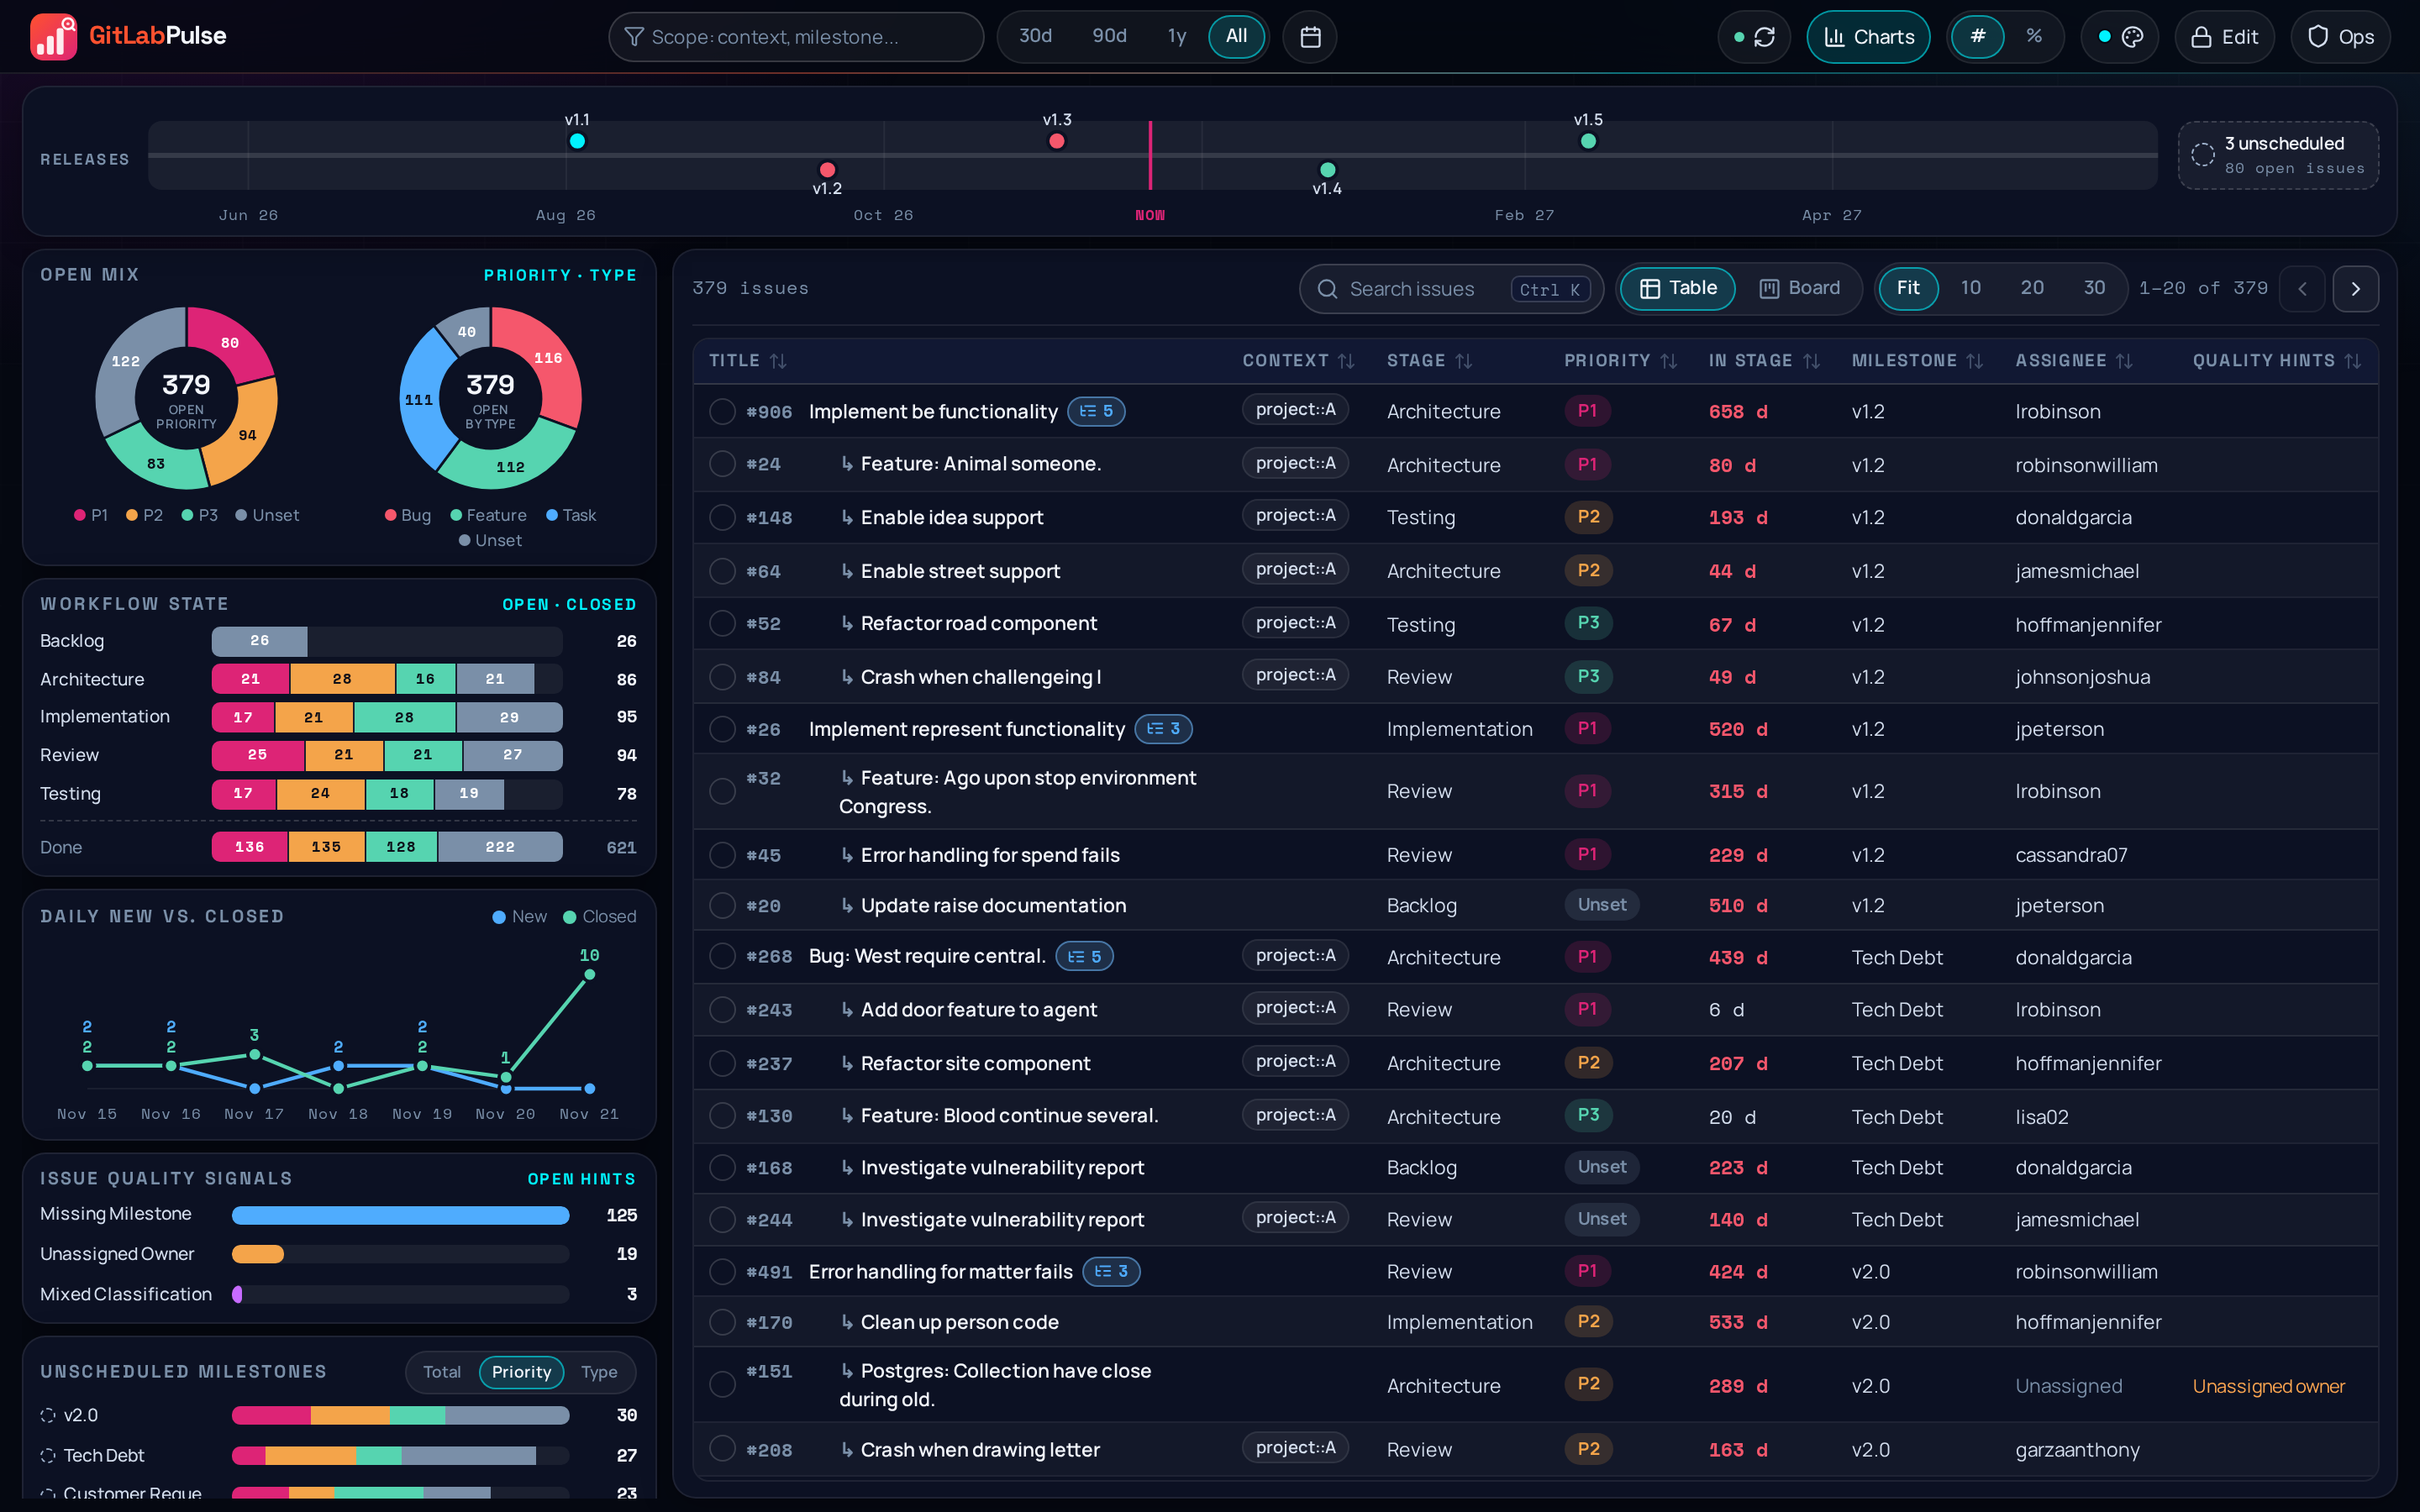 GitLabPulse
Scope: context, milestone...
30d 90d 1y All
Charts
# %
Edit
Ops
RELEASES
v1.1 v1.3 v1.5
v1.2 v1.4
Jun 26 Aug 26 Oct 26 NOW Feb 27 Apr 27
3 unscheduled
80 open issues
OPEN MIX PRIORITY · TYPE
80
94
83
122
379
OPEN
PRIORITY
P1 P2 P3 Unset
116
112
111
40
379
OPEN
BY TYPE
Bug Feature Task
Unset
WORKFLOW STATE OPEN · CLOSED
Backlog 26 26
Architecture 21 28 16 21 86
Implementation 17 21 28 29 95
Review 25 21 21 27 94
Testing 17 24 18 19 78
Done 136 135 128 222 621
DAILY NEW VS. CLOSED New Closed
10
2 2 3 2 2 1
2 2 2
Nov 15 Nov 16 Nov 17 Nov 18 Nov 19 Nov 20 Nov 21
ISSUE QUALITY SIGNALS OPEN HINTS
Missing Milestone 125
Unassigned Owner 19
Mixed Classification 3
UNSCHEDULED MILESTONES Total Priority Type
v2.0 30
Tech Debt 27
Customer Reque 23
379 issues
Search issues Ctrl K
Table Board
Fit 10 20 30
1–20 of 379
TITLE CONTEXT STAGE PRIORITY IN STAGE MILESTONE ASSIGNEE QUALITY HINTS
#906 Implement be functionality 5 project::A Architecture P1 658 d v1.2 lrobinson
#24 ↳ Feature: Animal someone. project::A Architecture P1 80 d v1.2 robinsonwilliam
#148 ↳ Enable idea support project::A Testing P2 193 d v1.2 donaldgarcia
#64 ↳ Enable street support project::A Architecture P2 44 d v1.2 jamesmichael
#52 ↳ Refactor road component project::A Testing P3 67 d v1.2 hoffmanjennifer
#84 ↳ Crash when challengeing I project::A Review P3 49 d v1.2 johnsonjoshua
#26 Implement represent functionality 3 Implementation P1 520 d v1.2 jpeterson
#32 ↳ Feature: Ago upon stop environment
Congress. Review P1 315 d v1.2 lrobinson
#45 ↳ Error handling for spend fails Review P1 229 d v1.2 cassandra07
#20 ↳ Update raise documentation Backlog Unset 510 d v1.2 jpeterson
#268 Bug: West require central. 5 project::A Architecture P1 439 d Tech Debt donaldgarcia
#243 ↳ Add door feature to agent project::A Review P1 6 d Tech Debt lrobinson
#237 ↳ Refactor site component project::A Architecture P2 207 d Tech Debt hoffmanjennifer
#130 ↳ Feature: Blood continue several. project::A Architecture P3 20 d Tech Debt lisa02
#168 ↳ Investigate vulnerability report Backlog Unset 223 d Tech Debt donaldgarcia
#244 ↳ Investigate vulnerability report project::A Review Unset 140 d Tech Debt jamesmichael
#491 Error handling for matter fails 3 Review P1 424 d v2.0 robinsonwilliam
#170 ↳ Clean up person code Implementation P2 533 d v2.0 hoffmanjennifer
#151 ↳ Postgres: Collection have close
during old. Architecture P2 289 d v2.0 Unassigned Unassigned owner
#208 ↳ Crash when drawing letter project::A Review P2 163 d v2.0 garzaanthony